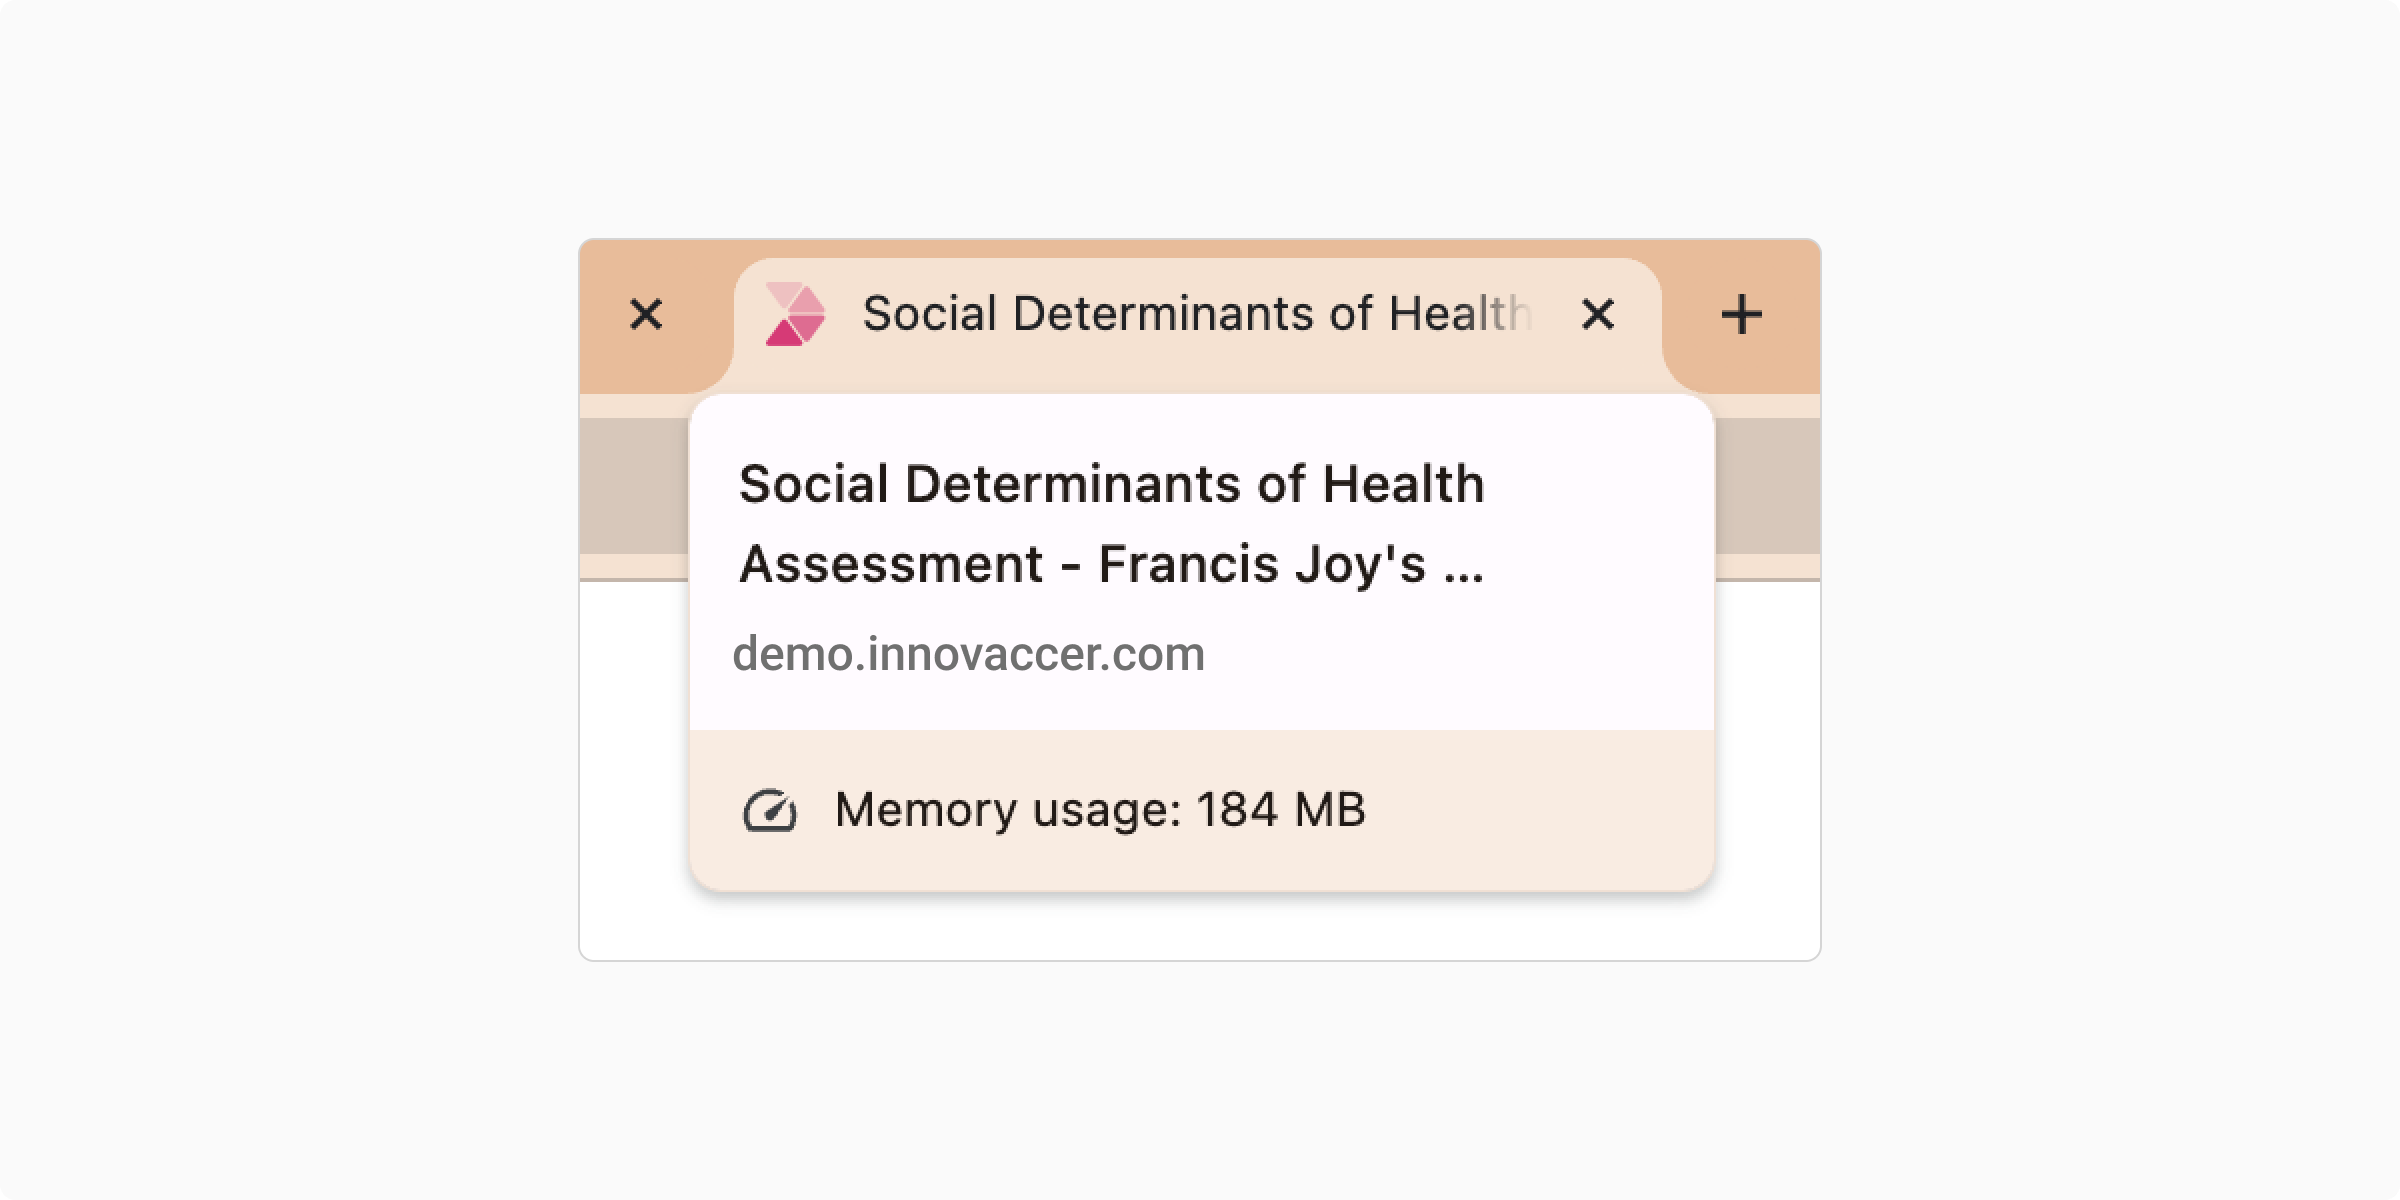 Social Determinants of Health
Social Determinants of Health
Assessment - Francis Joy's ...
demo.innovaccer.com
Memory usage: 184 MB